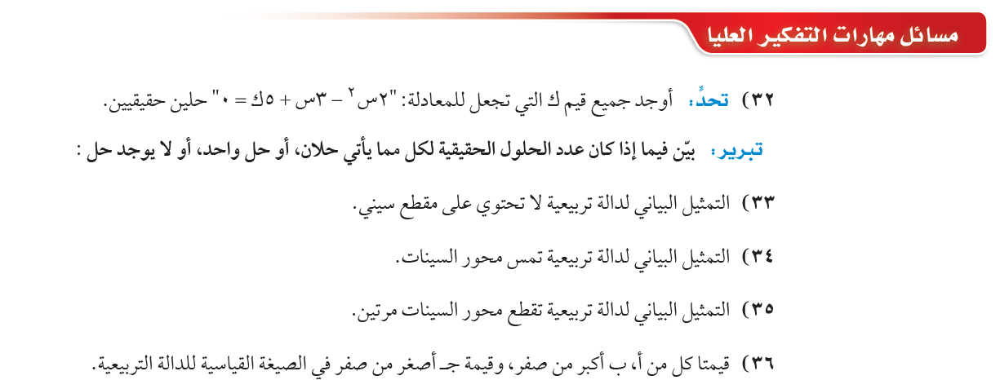 مسائل مهارات التفكير العليا
٣٢) تحدٍّ: أوجد جميع قيم ك التي تجعل للمعادلة: "٢س٢ − ٣س + ٥ك = ٠" حلين حقيقيين.
تبرير: بيّن فيما إذا كان عدد الحلول الحقيقية لكل مما يأتي حلان، أو حل واحد، أو لا يوجد حل :
٣٣) التمثيل البياني لدالة تربيعية لا تحتوي على مقطع سيني.
٣٤) التمثيل البياني لدالة تربيعية تمس محور السينات.
٣٥) التمثيل البياني لدالة تربيعية تقطع محور السينات مرتين.
٣٦) قيمتا كل من أ، ب أكبر من صفر، وقيمة جـ أصغر من صفر في الصيغة القياسية للدالة التربيعية.